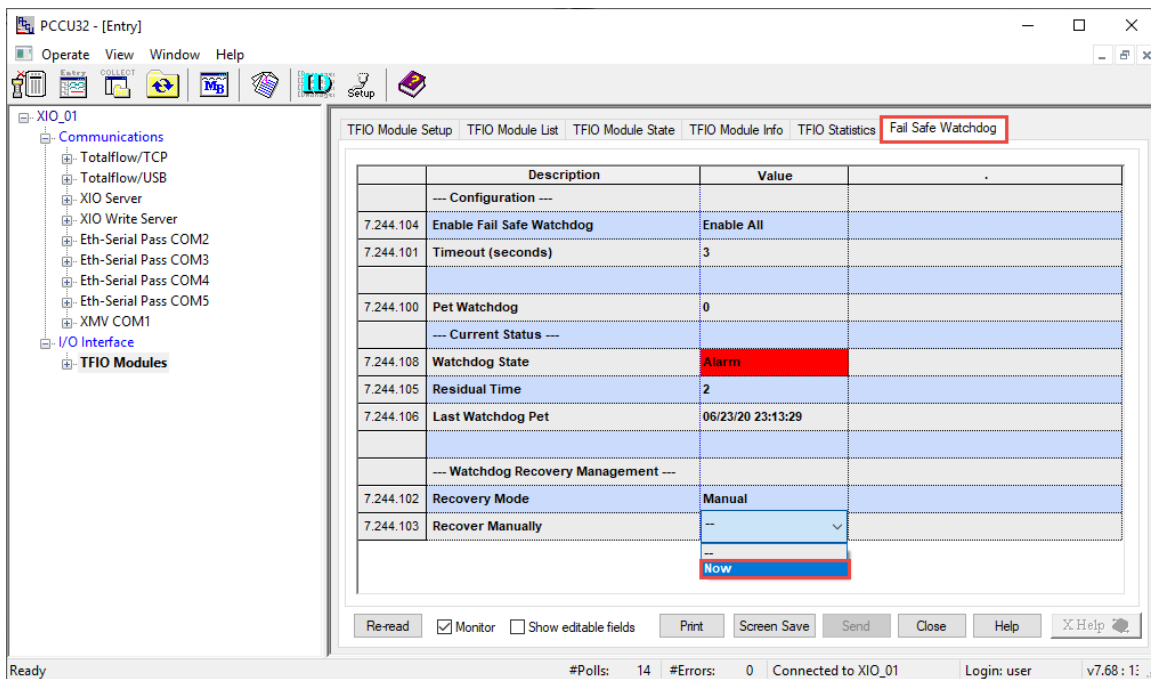 PCCU32 - [Entry]
Operate View Window Help
Entry COLLECT MB ID Setup
XIO_01
Communications
Totalflow/TCP
Totalflow/USB
XIO Server
XIO Write Server
Eth-Serial Pass COM2
Eth-Serial Pass COM3
Eth-Serial Pass COM4
Eth-Serial Pass COM5
XMV COM1
I/O Interface
TFIO Modules
TFIO Module Setup TFIO Module List TFIO Module State TFIO Module Info TFIO Statistics Fail Safe Watchdog
Description Value .
--- Configuration ---
7.244.104 Enable Fail Safe Watchdog Enable All
7.244.101 Timeout (seconds) 3
7.244.100 Pet Watchdog 0
--- Current Status ---
7.244.108 Watchdog State Alarm
7.244.105 Residual Time 2
7.244.106 Last Watchdog Pet 06/23/20 23:13:29
--- Watchdog Recovery Management ---
7.244.102 Recovery Mode Manual
7.244.103 Recover Manually --
--
Now
Re-read Monitor Show editable fields Print Screen Save Send Close Help X Help
Ready #Polls: 14 #Errors: 0 Connected to XIO_01 Login: user v7.68 :